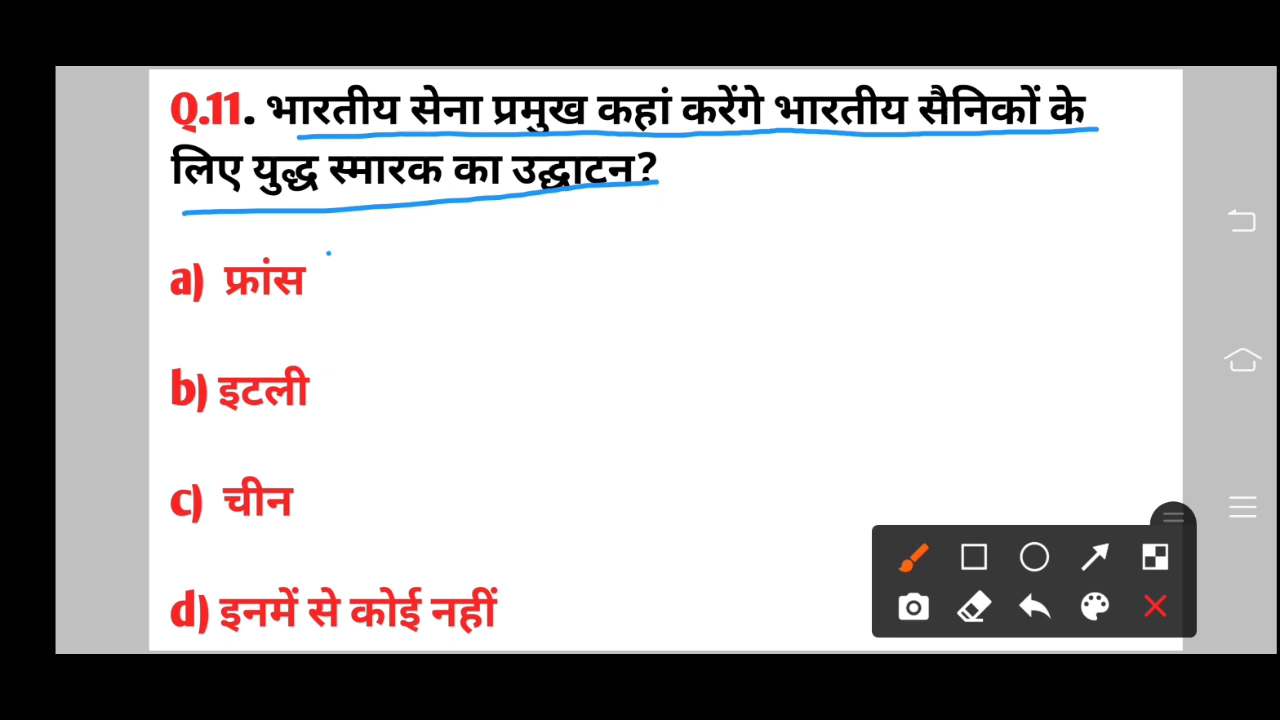 Q.11. भारतीय सेना प्रमुख कहां करेंगे भारतीय सैनिकों के
लिए युद्ध स्मारक का उद्घाटन?
a) फ्रांस
b) इटली
c) चीन
d) इनमें से कोई नहीं